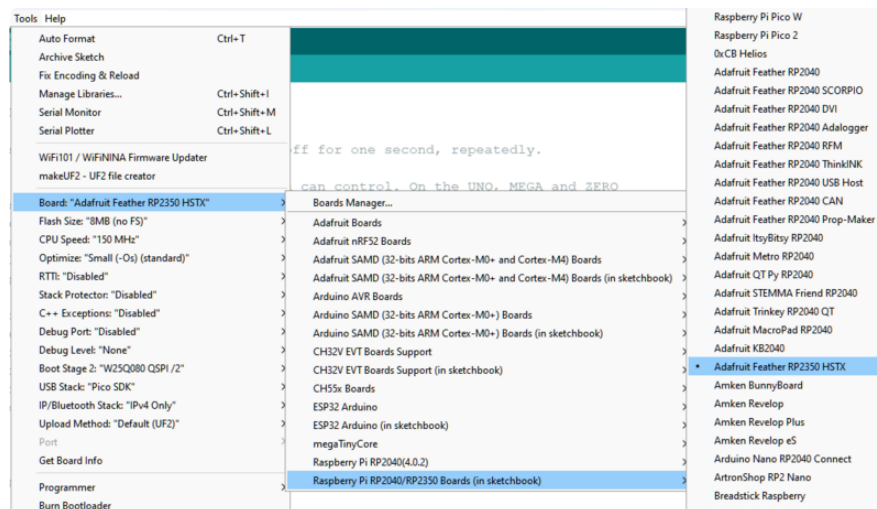 Tools Help
Auto Format Ctrl+T
Archive Sketch
Fix Encoding & Reload
Manage Libraries... Ctrl+Shift+I
Serial Monitor Ctrl+Shift+M
Serial Plotter Ctrl+Shift+L
WiFi101 / WiFiNINA Firmware Updater
makeUF2 - UF2 file creator
Board: "Adafruit Feather RP2350 HSTX"
Flash Size: "8MB (no FS)"
CPU Speed: "150 MHz"
Optimize: "Small (-Os) (standard)"
RTTI: "Disabled"
Stack Protector: "Disabled"
C++ Exceptions: "Disabled"
Debug Port: "Disabled"
Debug Level: "None"
Boot Stage 2: "W25Q080 QSPI /2"
USB Stack: "Pico SDK"
IP/Bluetooth Stack: "IPv4 Only"
Upload Method: "Default (UF2)"
Port
Get Board Info
Programmer
Burn Bootloader
off for one second, repeatedly.
can control. On the UNO, MEGA and ZERO
Boards Manager...
Adafruit Boards
Adafruit nRF52 Boards
Adafruit SAMD (32-bits ARM Cortex-M0+ and Cortex-M4) Boards
Adafruit SAMD (32-bits ARM Cortex-M0+ and Cortex-M4) Boards (in sketchbook)
Arduino AVR Boards
Arduino SAMD (32-bits ARM Cortex-M0+) Boards
Arduino SAMD (32-bits ARM Cortex-M0+) Boards (in sketchbook)
CH32V EVT Boards Support
CH32V EVT Boards Support (in sketchbook)
CH55x Boards
ESP32 Arduino
ESP32 Arduino (in sketchbook)
megaTinyCore
Raspberry Pi RP2040(4.0.2)
Raspberry Pi RP2040/RP2350 Boards (in sketchbook)
Raspberry Pi Pico W
Raspberry Pi Pico 2
0xCB Helios
Adafruit Feather RP2040
Adafruit Feather RP2040 SCORPIO
Adafruit Feather RP2040 DVI
Adafruit Feather RP2040 Adalogger
Adafruit Feather RP2040 RFM
Adafruit Feather RP2040 ThinkINK
Adafruit Feather RP2040 USB Host
Adafruit Feather RP2040 CAN
Adafruit Feather RP2040 Prop-Maker
Adafruit ItsyBitsy RP2040
Adafruit Metro RP2040
Adafruit QT Py RP2040
Adafruit STEMMA Friend RP2040
Adafruit Trinkey RP2040 QT
Adafruit MacroPad RP2040
Adafruit KB2040
Adafruit Feather RP2350 HSTX
Amken BunnyBoard
Amken Revelop
Amken Revelop Plus
Amken Revelop eS
Arduino Nano RP2040 Connect
ArtronShop RP2 Nano
Breadstick Raspberry